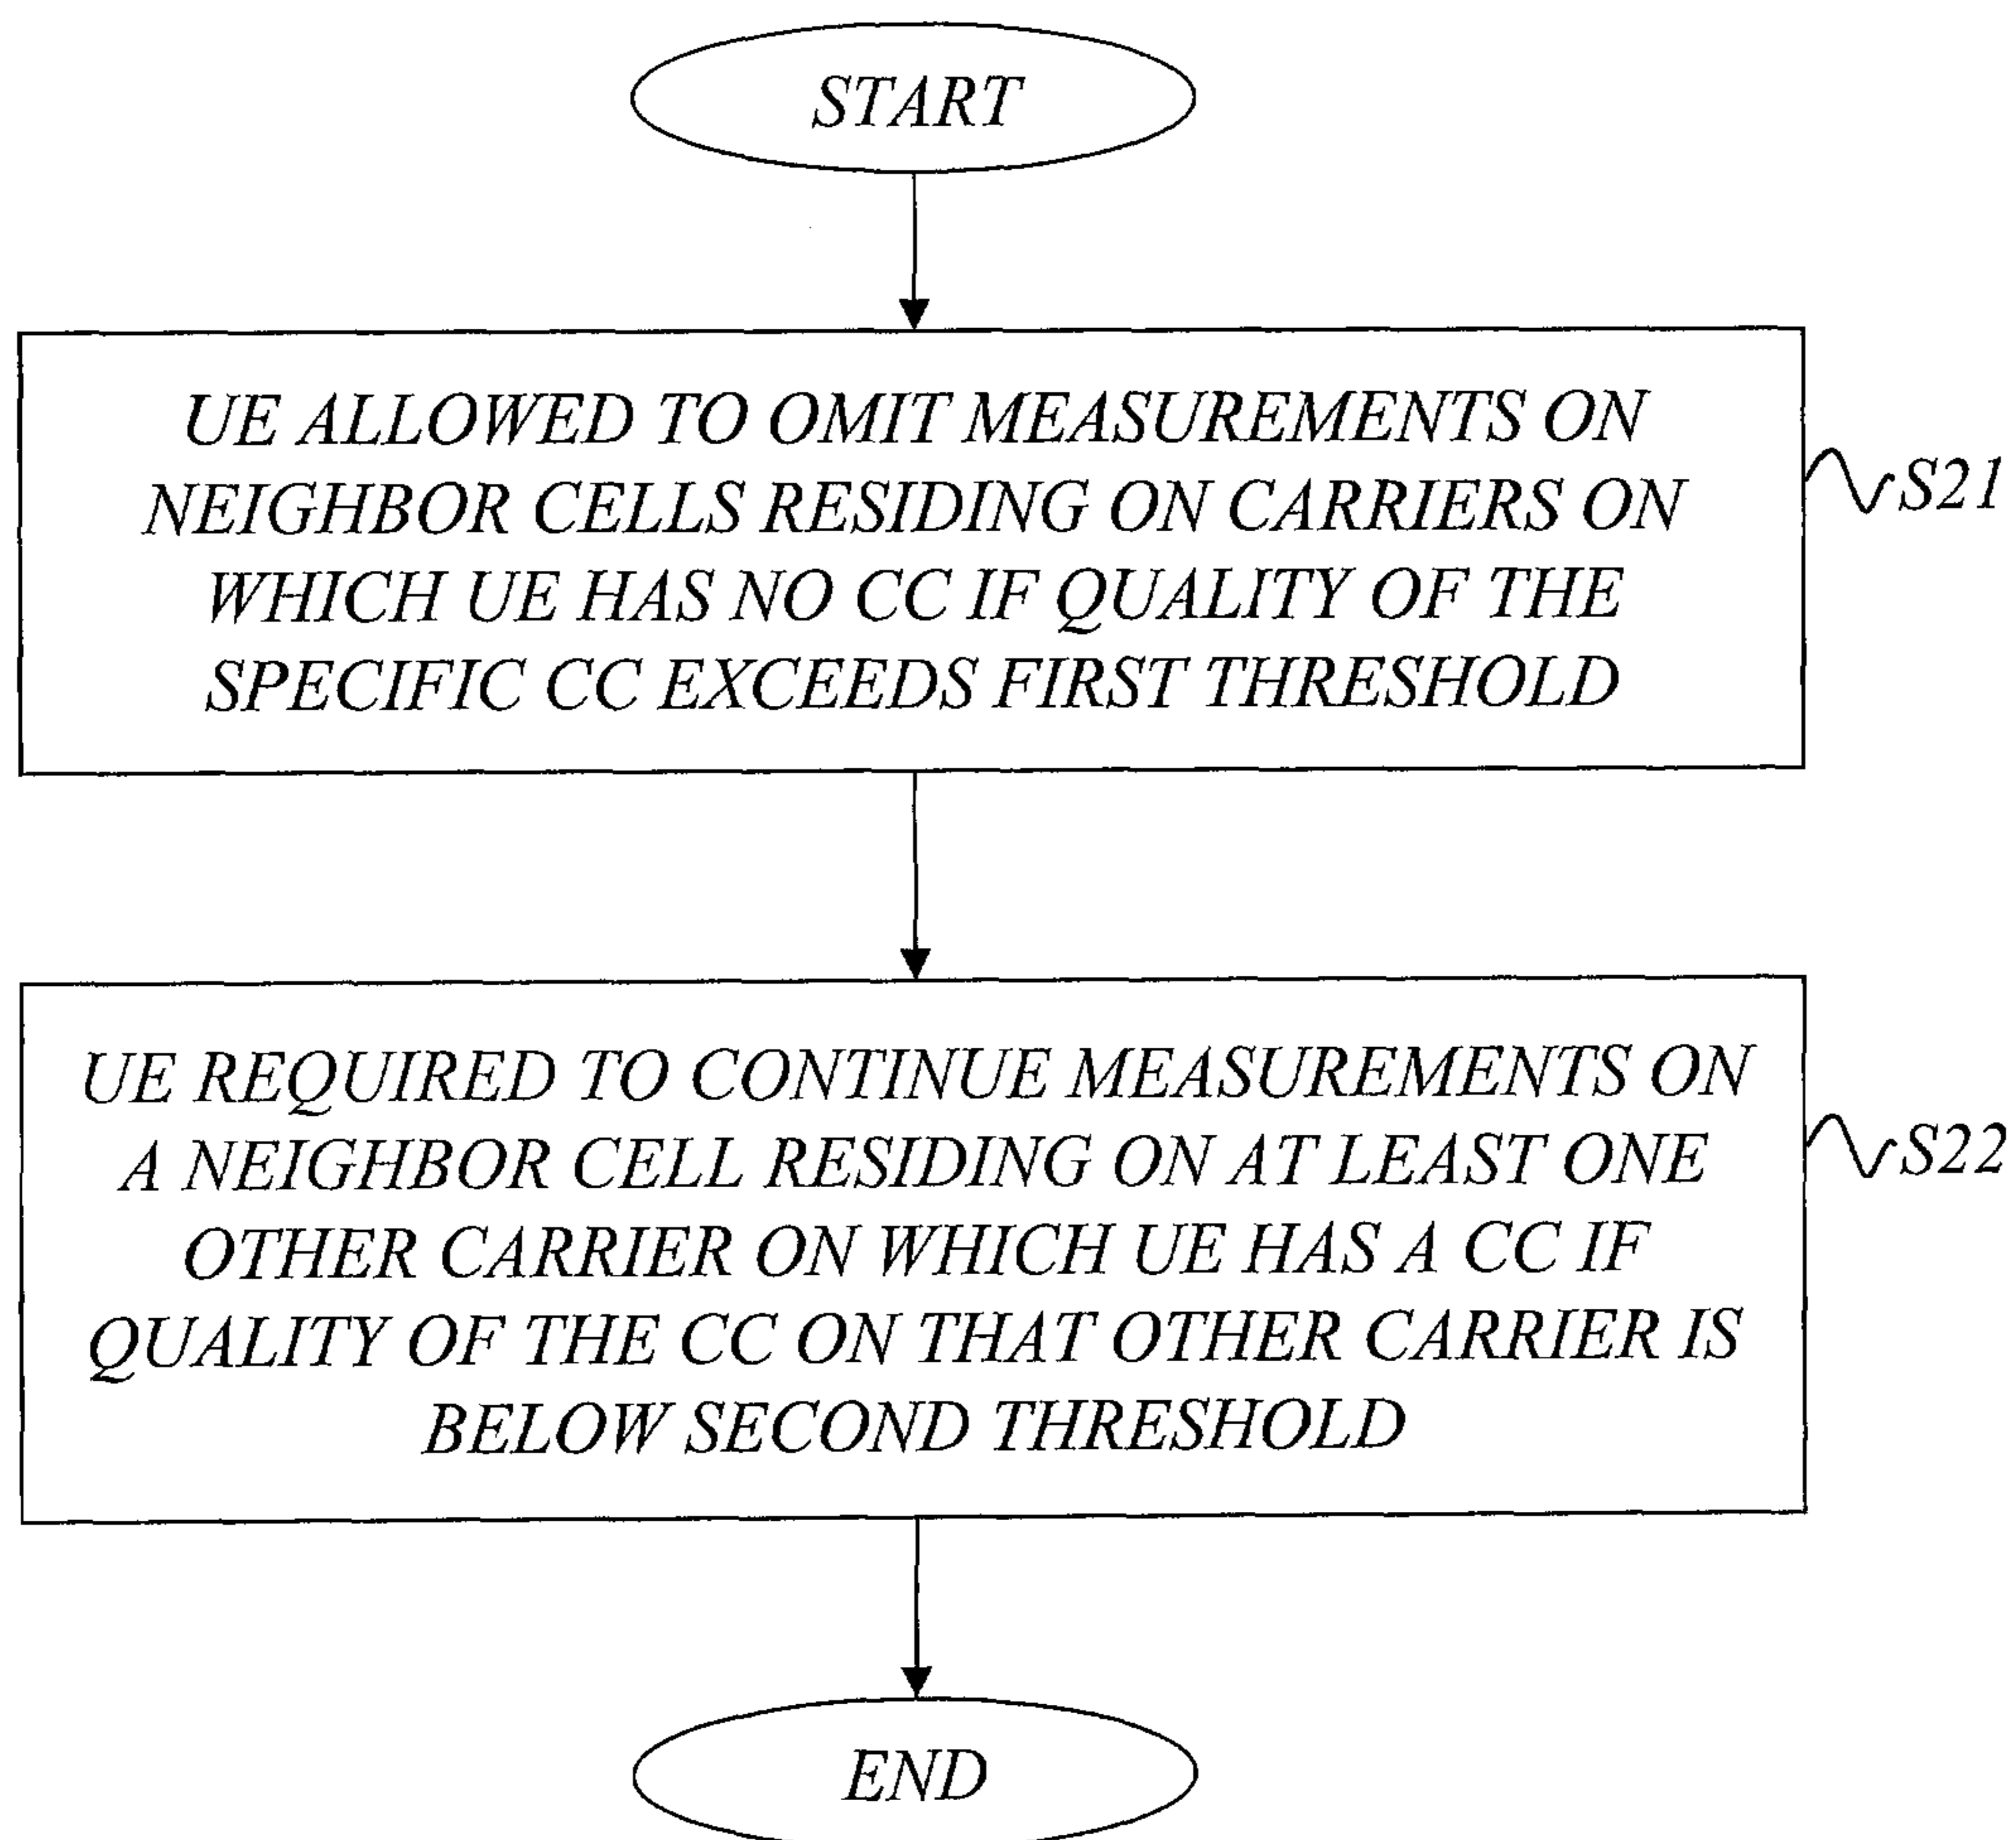 START
UE ALLOWED TO OMIT MEASUREMENTS ON
NEIGHBOR CELLS RESIDING ON CARRIERS ON
WHICH UE HAS NO CC IF QUALITY OF THE
SPECIFIC CC EXCEEDS FIRST THRESHOLD
S21
UE REQUIRED TO CONTINUE MEASUREMENTS ON
A NEIGHBOR CELL RESIDING ON AT LEAST ONE
OTHER CARRIER ON WHICH UE HAS A CC IF
QUALITY OF THE CC ON THAT OTHER CARRIER IS
BELOW SECOND THRESHOLD
S22
END